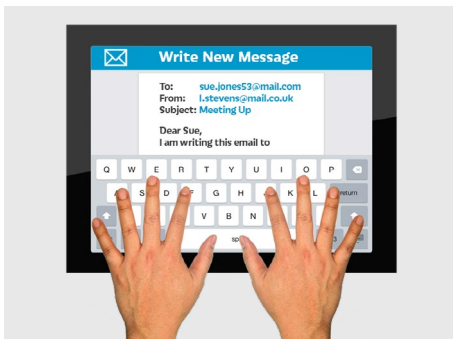 Write New Message
To: sue.jones53@mail.com
From: l.stevens@mail.co.uk
Subject: Meeting Up
Dear Sue,
I am writing this email to
Q W E R T Y U I O P
A S D G H K L return
V B N
sp